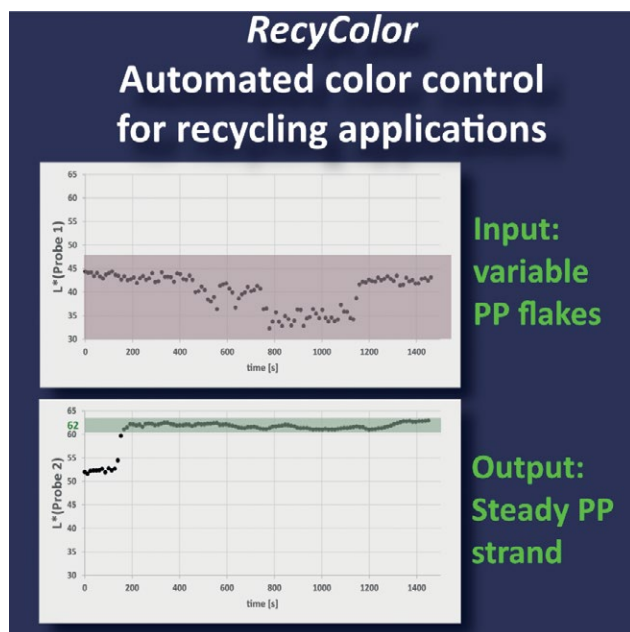 RecyColor
Automated color control
for recycling applications
L*(Probe 1)
65
60
55
50
45
40
35
30
0 200 400 600 800 1000 1200 1400
time [s]
Input:
variable
PP flakes
L*(Probe 2)
65
62
60
55
50
45
40
35
30
0 200 400 600 800 1000 1200 1400
time [s]
Output:
Steady PP
strand